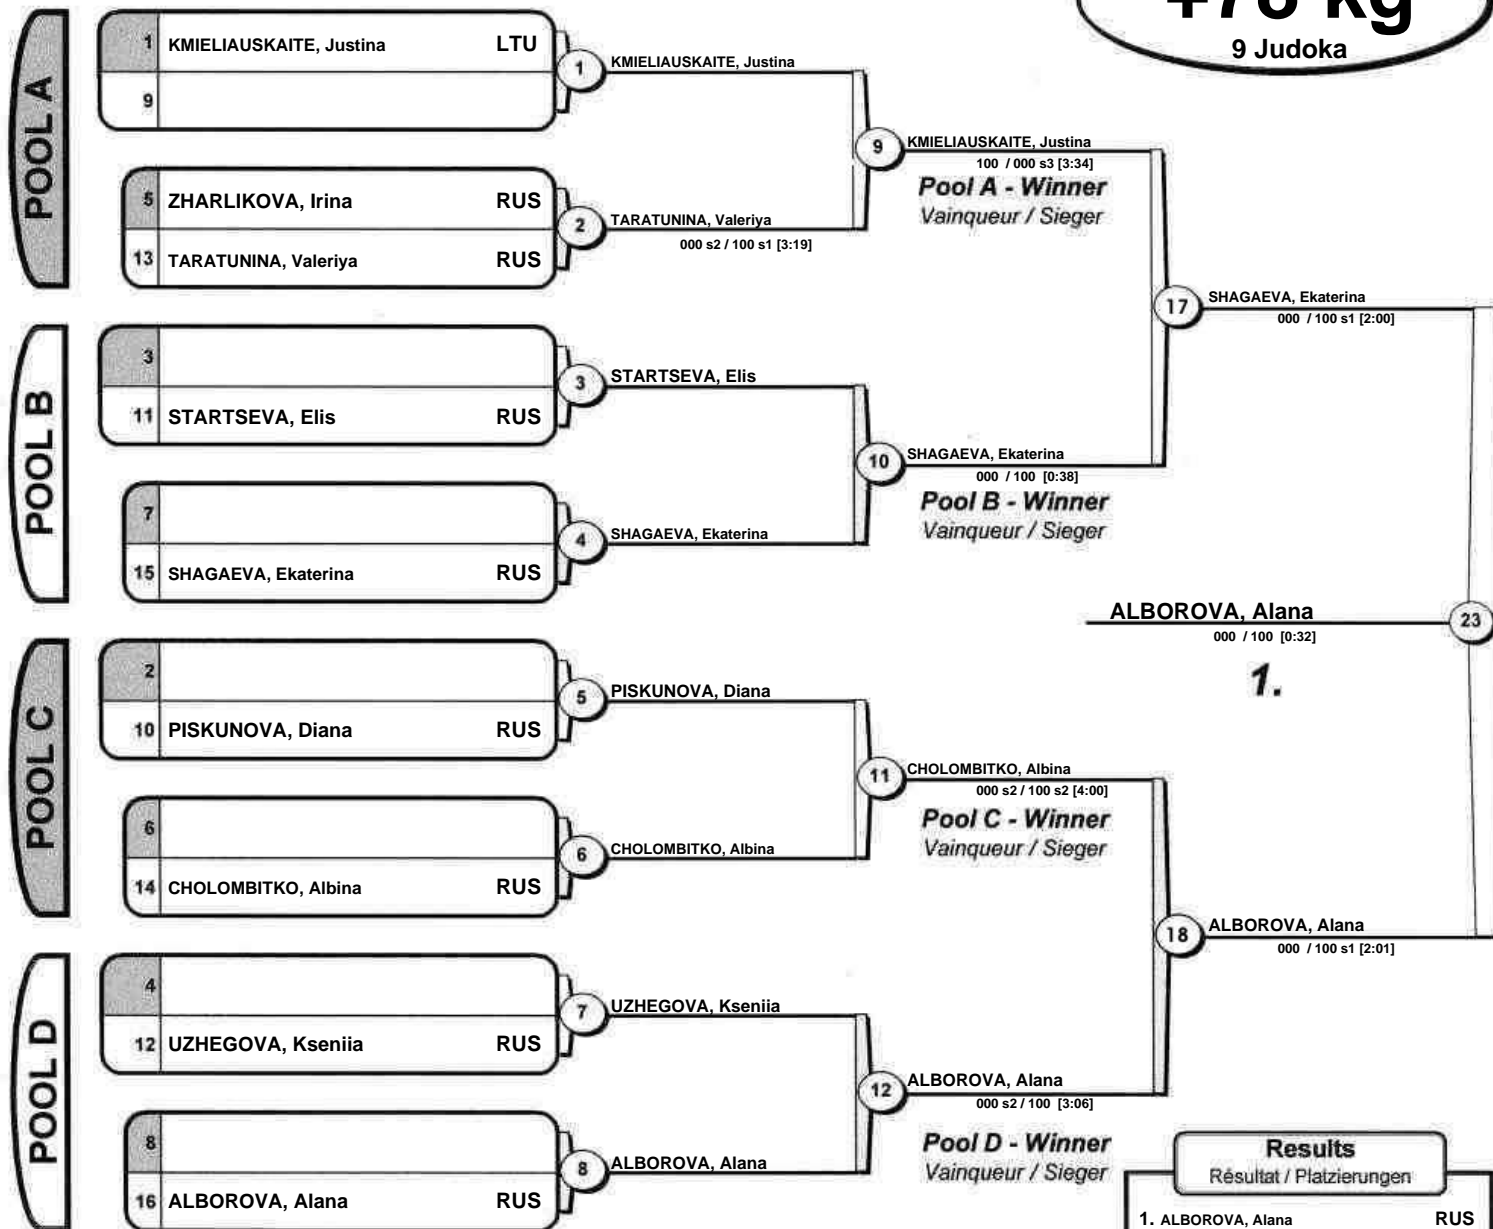 +78 kg
9 Judoka
POOL A
1 KMIELIAUSKAITE, Justina LTU
9
1 KMIELIAUSKAITE, Justina
5 ZHARLIKOVA, Irina RUS
13 TARATUNINA, Valeriya RUS
2 TARATUNINA, Valeriya
000 s2 / 100 s1 [3:19]
9 KMIELIAUSKAITE, Justina
100 / 000 s3 [3:34]
Pool A - Winner
Vainqueur / Sieger
POOL B
3
11 STARTSEVA, Elis RUS
3 STARTSEVA, Elis
7
15 SHAGAEVA, Ekaterina RUS
4 SHAGAEVA, Ekaterina
10 SHAGAEVA, Ekaterina
000 / 100 [0:38]
Pool B - Winner
Vainqueur / Sieger
17 SHAGAEVA, Ekaterina
000 / 100 s1 [2:00]
ALBOROVA, Alana 23
000 / 100 [0:32]
1.
POOL C
2
10 PISKUNOVA, Diana RUS
5 PISKUNOVA, Diana
6
14 CHOLOMBITKO, Albina RUS
6 CHOLOMBITKO, Albina
11 CHOLOMBITKO, Albina
000 s2 / 100 s2 [4:00]
Pool C - Winner
Vainqueur / Sieger
POOL D
4
12 UZHEGOVA, Kseniia RUS
7 UZHEGOVA, Kseniia
8
16 ALBOROVA, Alana RUS
8 ALBOROVA, Alana
12 ALBOROVA, Alana
000 s2 / 100 [3:06]
Pool D - Winner
Vainqueur / Sieger
18 ALBOROVA, Alana
000 / 100 s1 [2:01]
Results
Résultat / Platzierungen
1. ALBOROVA, Alana RUS